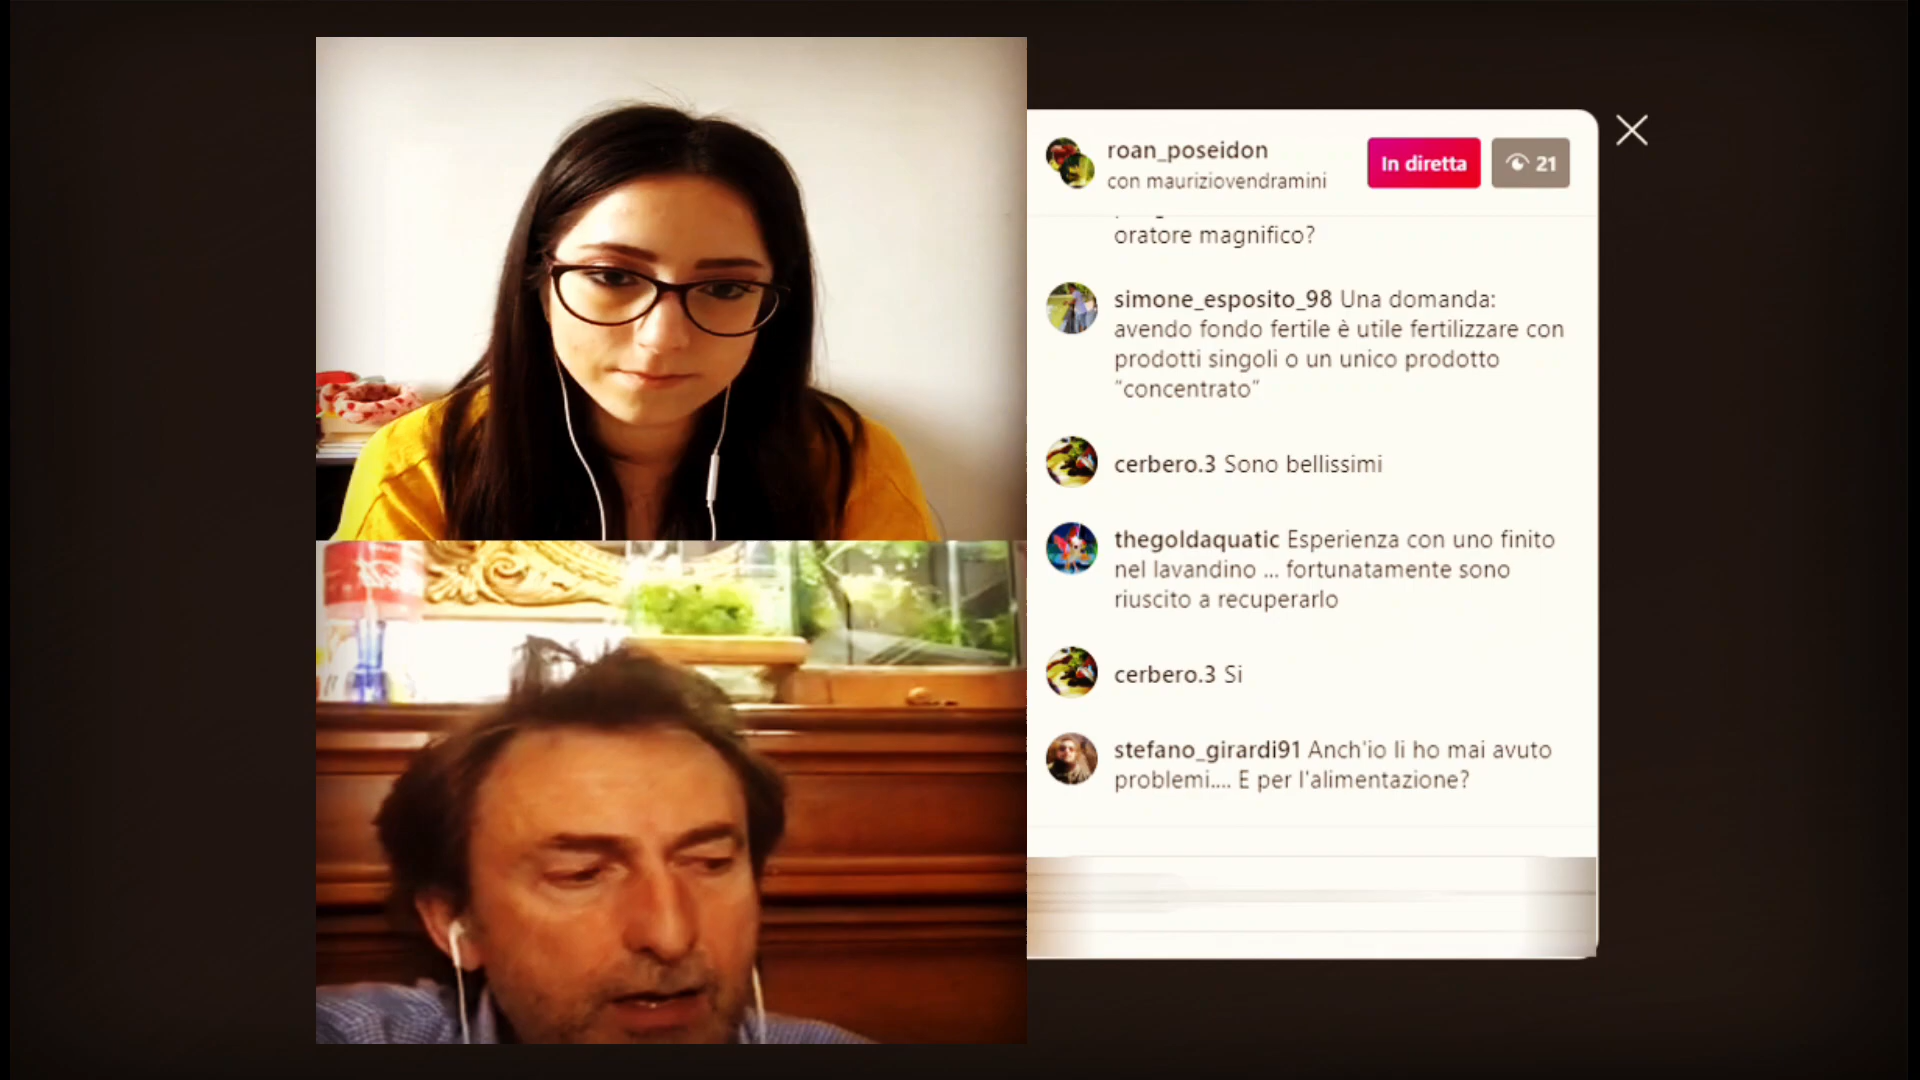 roan_poseidon
con mauriziovendramini
In diretta
21
oratore magnifico?
simone_esposito_98 Una domanda:
avendo fondo fertile è utile fertilizzare con
prodotti singoli o un unico prodotto
"concentrato"
cerbero.3 Sono bellissimi
thegoldaquatic Esperienza con uno finito
nel lavandino ... fortunatamente sono
riuscito a recuperarlo
cerbero.3 Si
stefano_girardi91 Anch'io li ho mai avuto
problemi.... E per l'alimentazione?